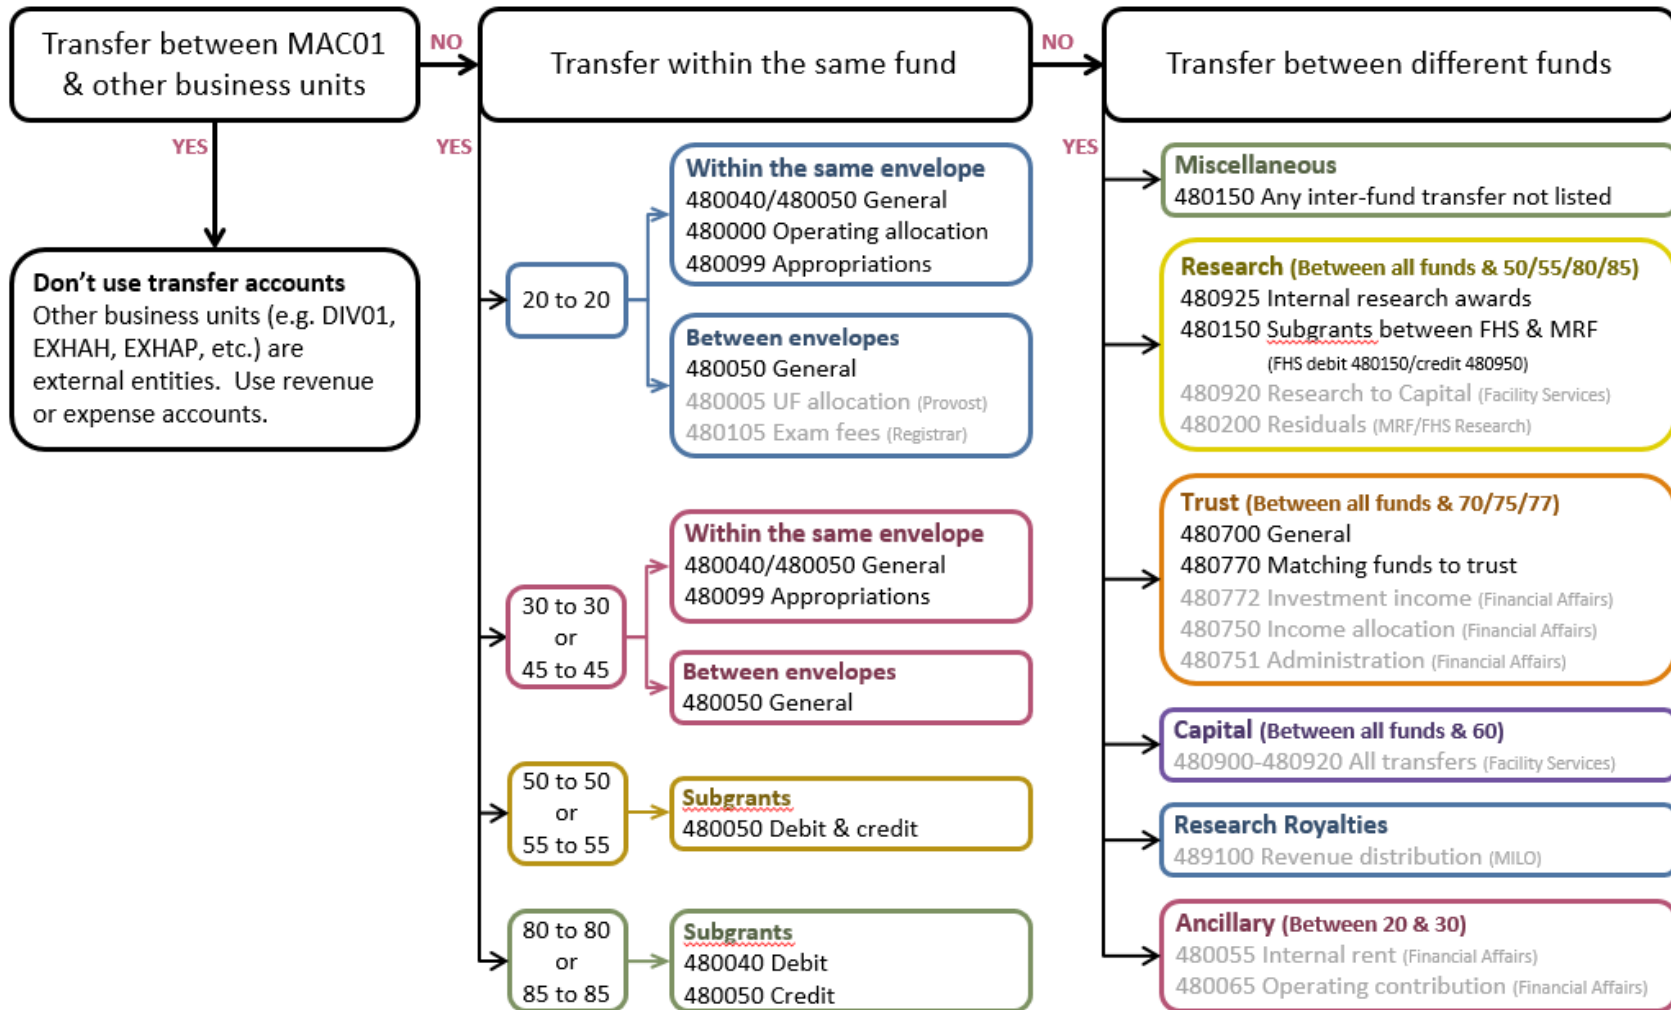 Transfer between MAC01
& other business units
NO
YES
Don’t use transfer accounts
Other business units (e.g. DIV01,
EXHAH, EXHAP, etc.) are
external entities.  Use revenue
or expense accounts.
Transfer within the same fund
NO
YES
20 to 20
Within the same envelope
480040/480050 General
480000 Operating allocation
480099 Appropriations
Between envelopes
480050 General
480005 UF allocation (Provost)
480105 Exam fees (Registrar)
30 to 30
or
45 to 45
Within the same envelope
480040/480050 General
480099 Appropriations
Between envelopes
480050 General
50 to 50
or
55 to 55
Subgrants
480050 Debit & credit
80 to 80
or
85 to 85
Subgrants
480040 Debit
480050 Credit
Transfer between different funds
YES
Miscellaneous
480150 Any inter-fund transfer not listed
Research (Between all funds & 50/55/80/85)
480925 Internal research awards
480150 Subgrants between FHS & MRF
(FHS debit 480150/credit 480950)
480920 Research to Capital (Facility Services)
480200 Residuals (MRF/FHS Research)
Trust (Between all funds & 70/75/77)
480700 General
480770 Matching funds to trust
480772 Investment income (Financial Affairs)
480750 Income allocation (Financial Affairs)
480751 Administration (Financial Affairs)
Capital (Between all funds & 60)
480900-480920 All transfers (Facility Services)
Research Royalties
489100 Revenue distribution (MILO)
Ancillary (Between 20 & 30)
480055 Internal rent (Financial Affairs)
480065 Operating contribution (Financial Affairs)